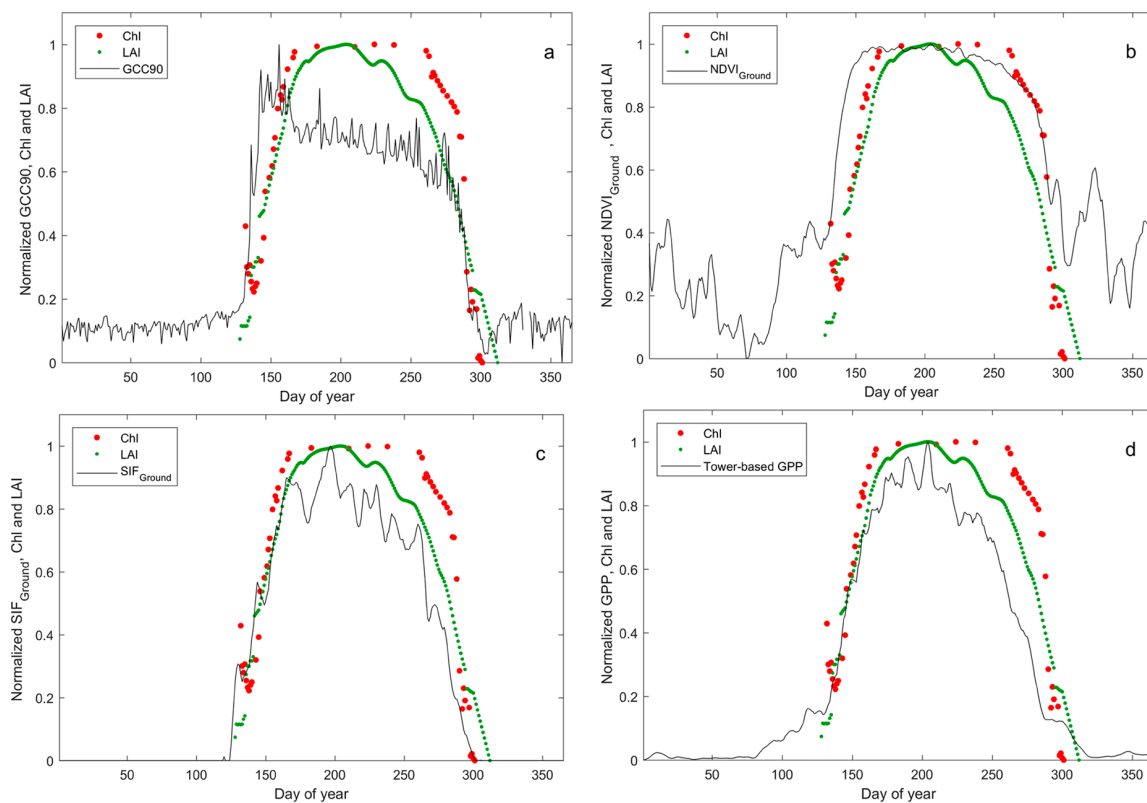 Chl
LAI
GCC90
a
Normalized GCC90, Chl and LAI
1
0.8
0.6
0.4
0.2
0
50 100 150 200 250 300 350
Day of year
Chl
LAI
NDVIGround
b
Normalized NDVIGround , Chl and LAI
1
0.8
0.6
0.4
0.2
0
50 100 150 200 250 300 350
Day of year
Chl
LAI
SIFGround
c
Normalized SIFGround, Chl and LAI
1
0.8
0.6
0.4
0.2
0
50 100 150 200 250 300 350
Day of year
Chl
LAI
Tower-based GPP
d
Normalized GPP, Chl and LAI
1
0.8
0.6
0.4
0.2
0
50 100 150 200 250 300 350
Day of year